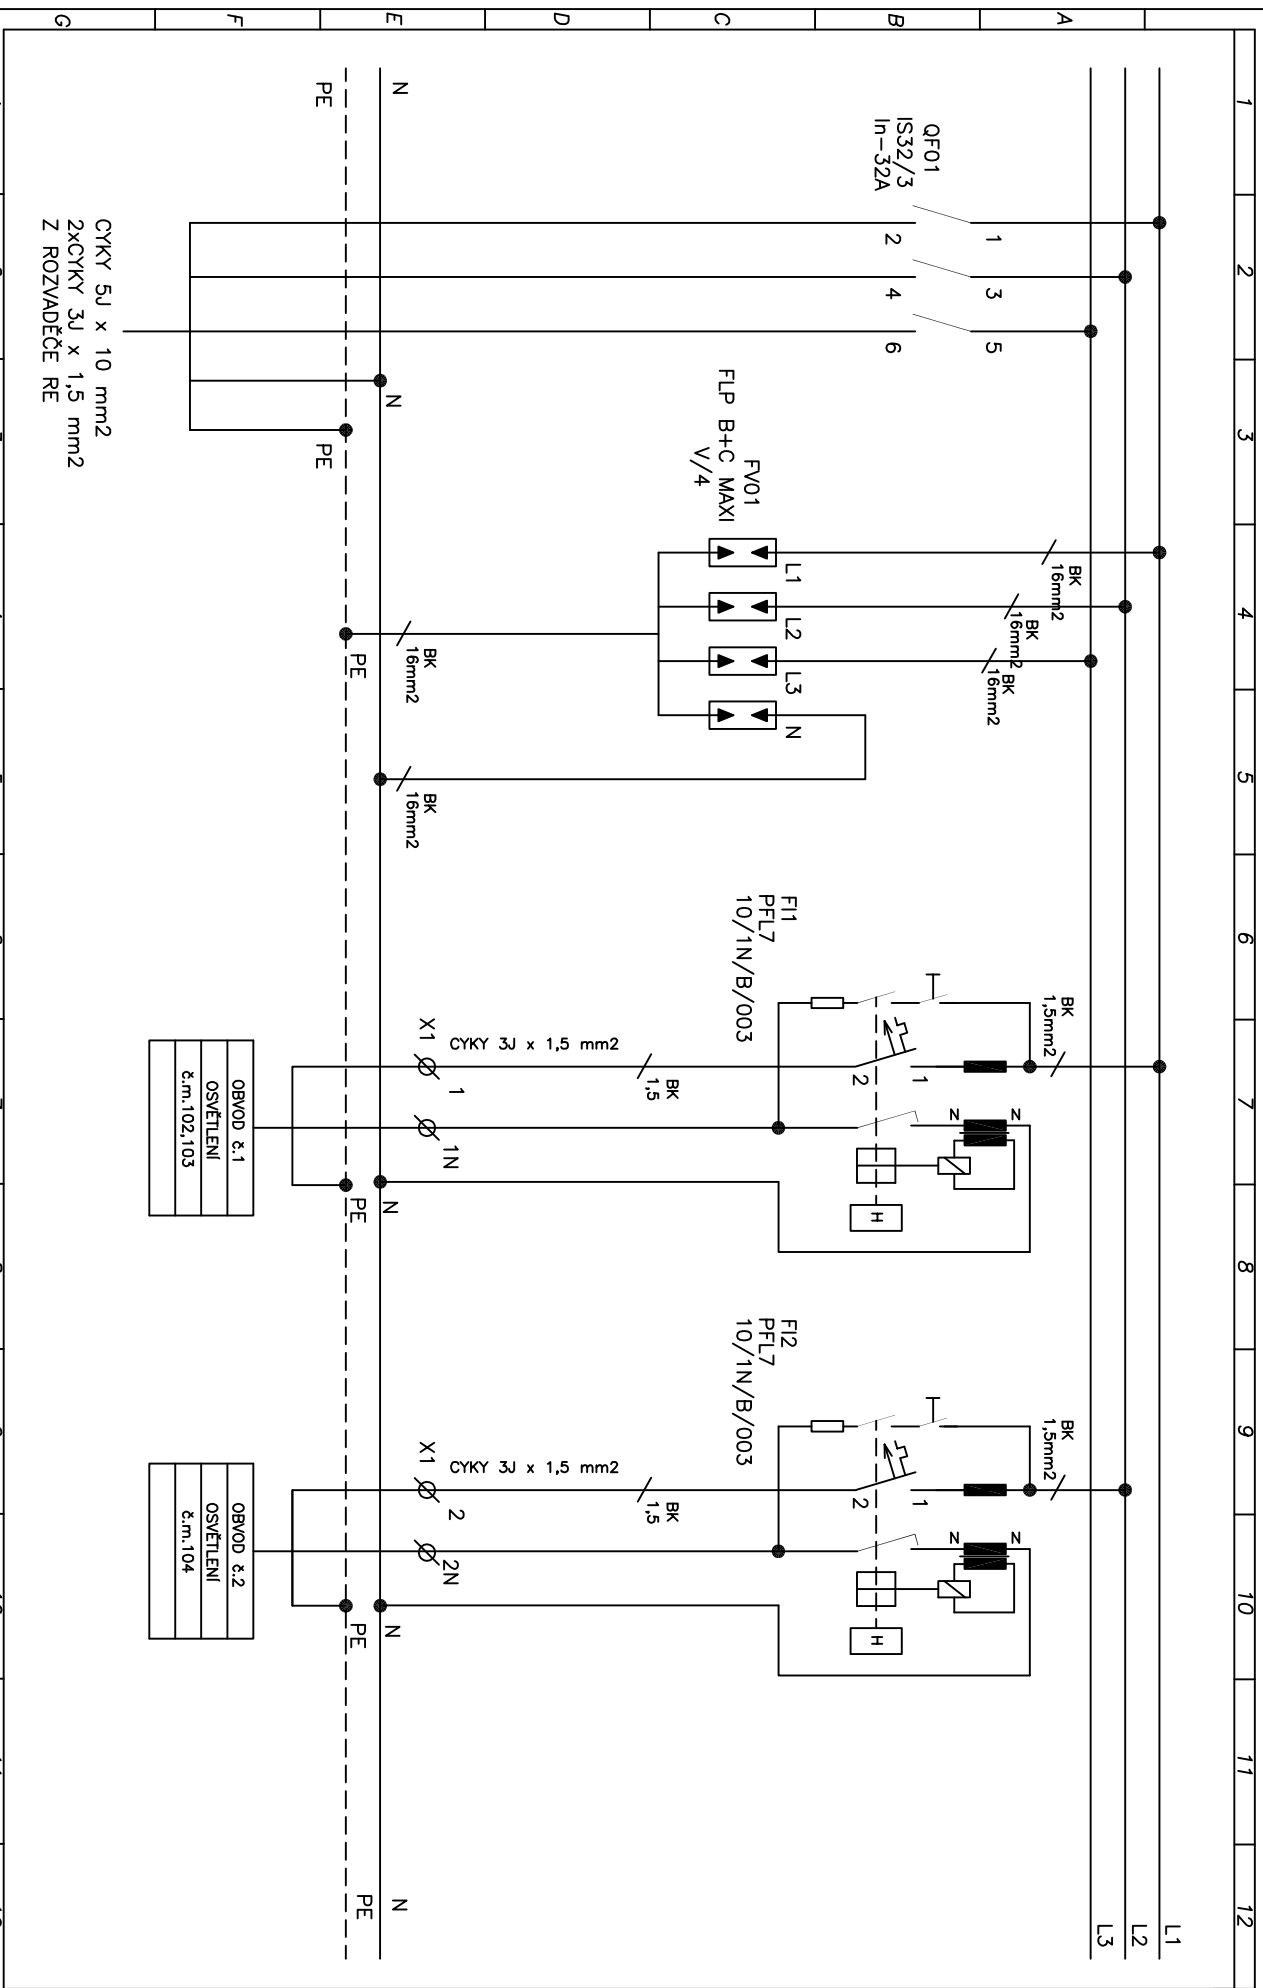 1
2
3
4
5
6
7
8
9
10
11
12
A
B
C
D
E
F
G
L1
L2
L3
QF01
IS32/3
In-32A
1
2
3
4
5
6
N
PE
N
PE
CYKY 5J x 10 mm2
2xCYKY 3J x 1,5 mm2
Z ROZVADĚČE RE
FV01
FLP B+C MAXI
V/4
BK
16mm2
BK
16mm2
BK
16mm2
L1
L2
L3
N
BK
16mm2
PE
BK
16mm2
FI1
PFL7
10/1N/B/003
BK
1,5mm2
1
2
N
N
H
BK
1,5
CYKY 3J x 1,5 mm2
X1
1
1N
N
PE
OBVOD č.1
OSVĚTLENÍ
č.m.102,103
FI2
PFL7
10/1N/B/003
BK
1,5mm2
1
2
N
N
H
BK
1,5
CYKY 3J x 1,5 mm2
X1
2
2N
N
PE
OBVOD č.2
OSVĚTLENÍ
č.m.104
N
PE